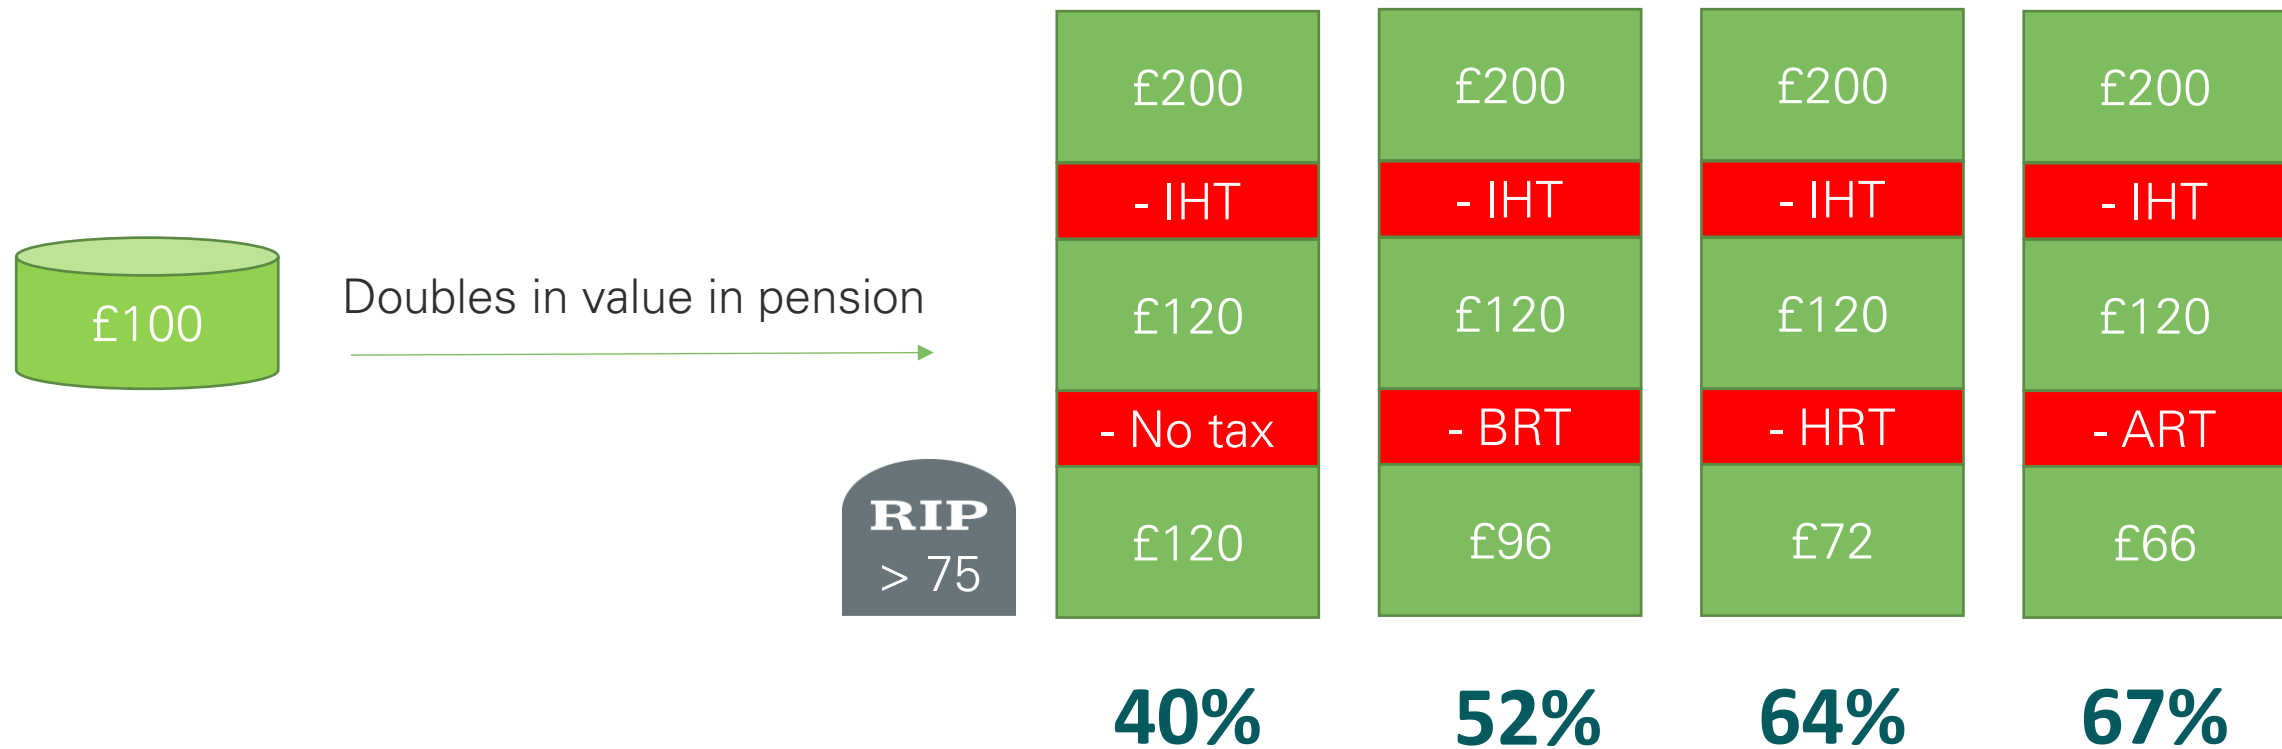 £100
Doubles in value in pension
RIP
> 75
£200
- IHT
£120
- No tax
£120
40%
£200
- IHT
£120
- BRT
£96
52%
£200
- IHT
£120
- HRT
£72
64%
£200
- IHT
£120
- ART
£66
67%